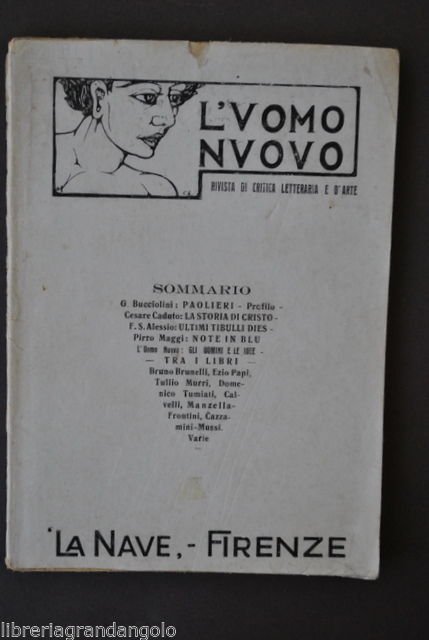 L'VOMO
NVOVO
RIVISTA DI CRITICA LETTERARIA E D'ARTE
SOMMARIO
G. Bucciolini: PAOLIERI - Profilo -
Cesare Caduto: LA STORIA DI CRISTO -
F. S. Alessio: ULTIMI TIBULLI DIES -
Pirro Maggi: NOTE IN BLU
L'Uomo Nuovo: GLI UOMINI E LE IDEE -
— TRA I LIBRI —
Bruno Brunelli, Ezio Papi,
Tullio Murri, Dome-
nico Tumiati, Cal-
velli, Manzella-
Frontini, Cazza-
mini-Mussi.
Varie
'LA NAVE, - FIRENZE
libreriagrandangolo